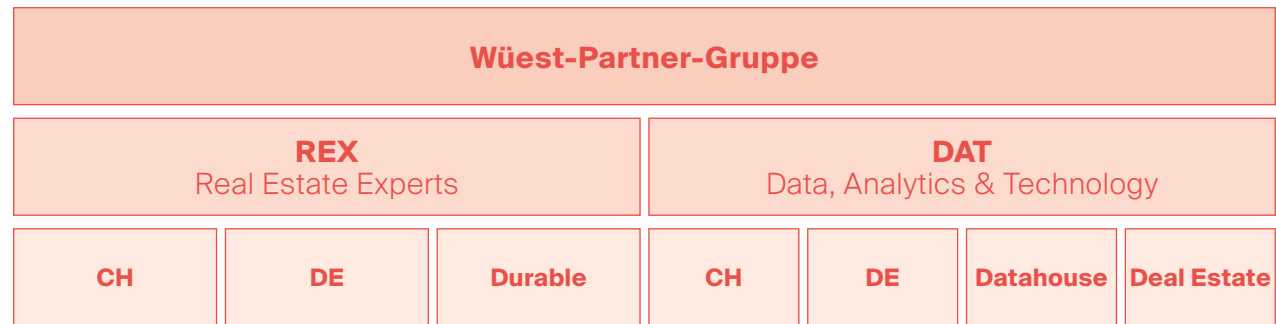 Wüest-Partner-Gruppe
REX
Real Estate Experts
DAT
Data, Analytics & Technology
CH
DE
Durable
CH
DE
Datahouse
Deal Estate